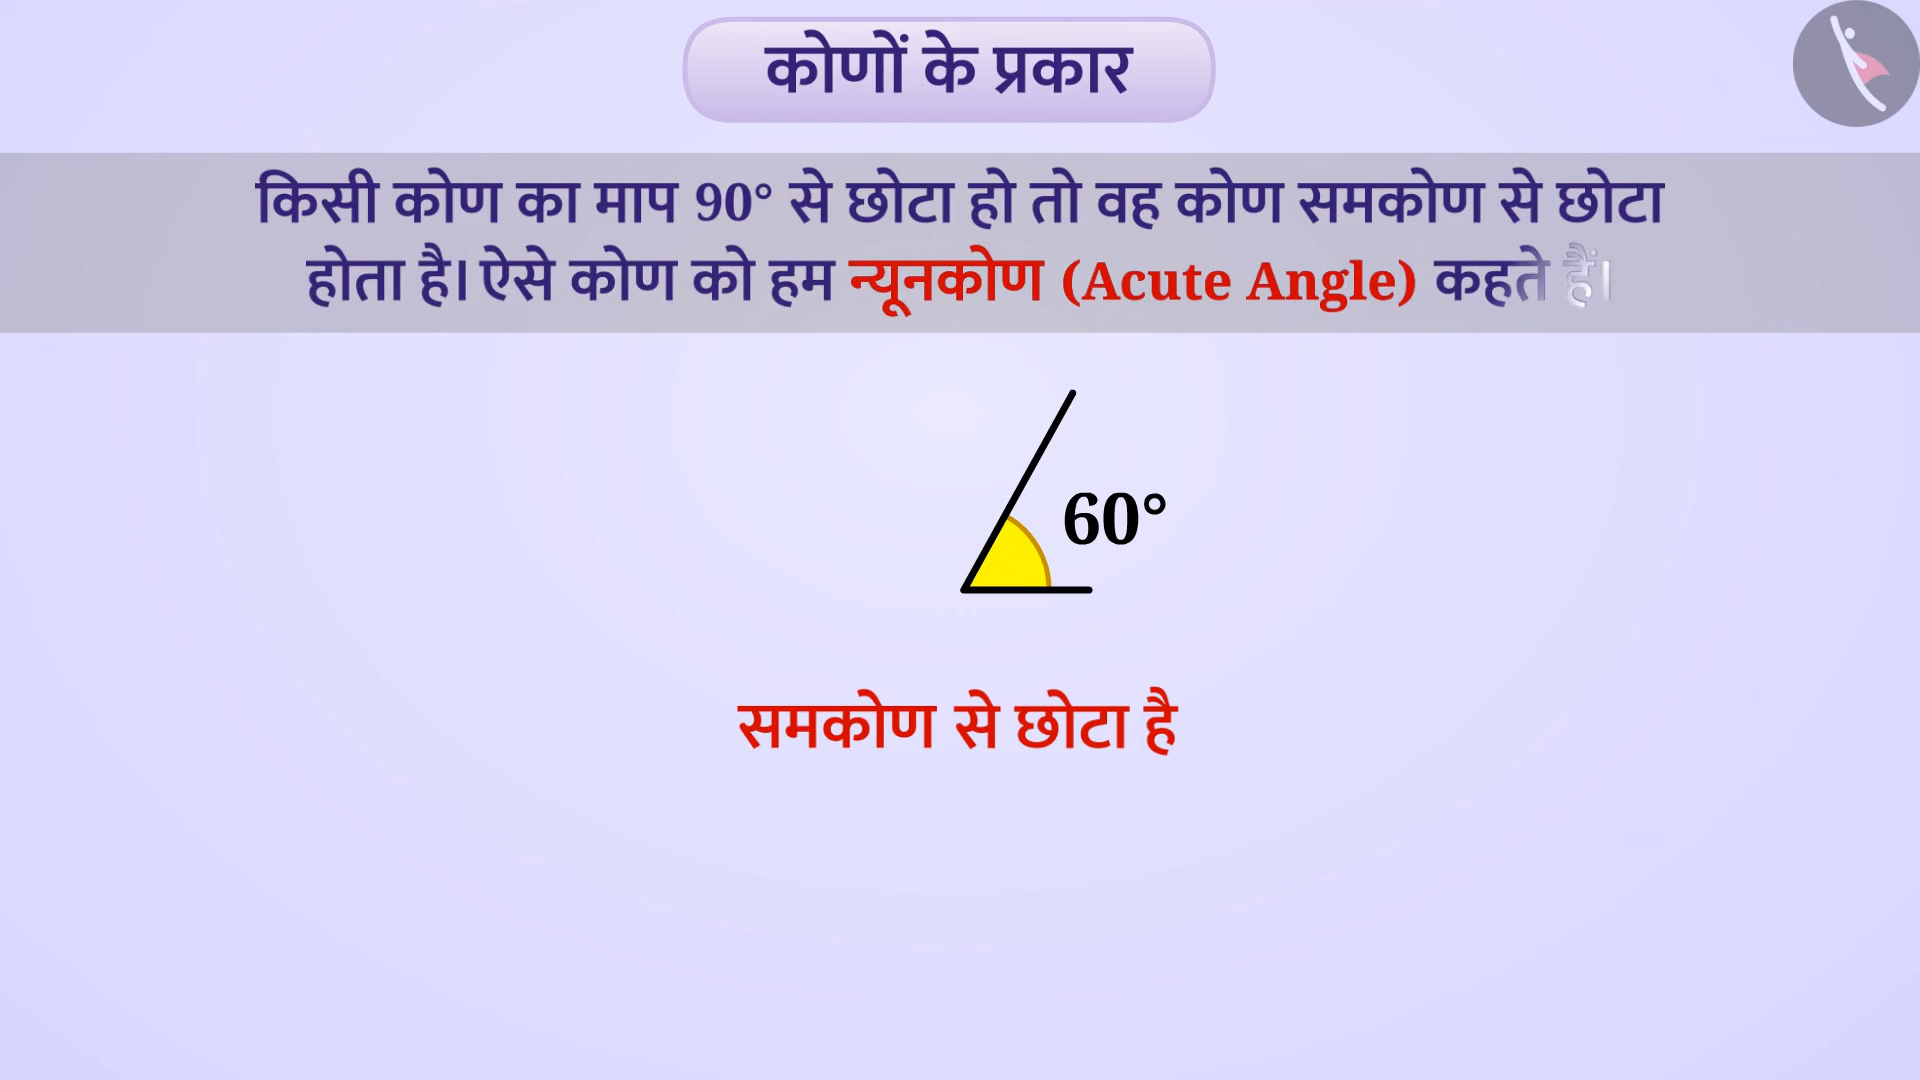 कोणों के प्रकार
किसी कोण का माप 90° से छोटा हो तो वह कोण समकोण से छोटा
होता है। ऐसे कोण को हम न्यूनकोण (Acute Angle) कहते हैं।
60°
समकोण से छोटा है